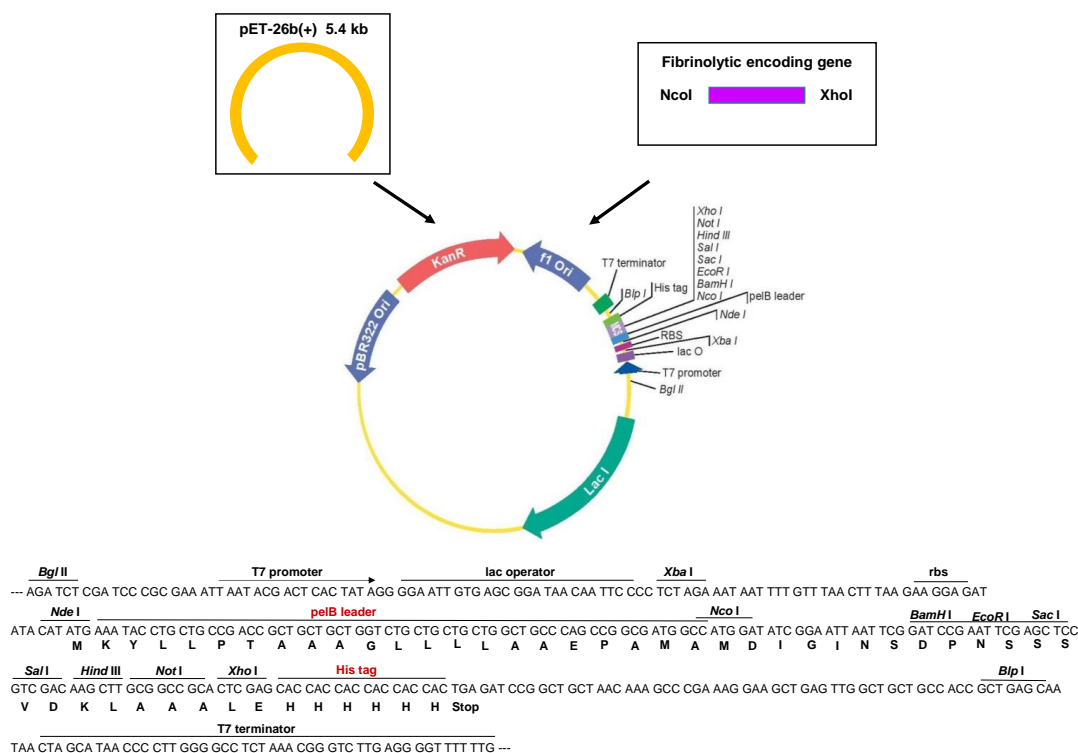 pET-26b(+) 5.4 kb
Fibrinolytic encoding gene
NcoI XhoI
Xho I
Not I
Hind III
Sal I
Sac I
EcoR I
BamH I
Nco I
pelB leader
Nde I
Xba I
T7 terminator
Blp I
His tag
RBS
lac O
T7 promoter
Bgl II
KanR
f1 Ori
pBR322 Ori
Lac I
Bgl II T7 promoter lac operator Xba I rbs
--- AGA TCT CGA TCC CGC GAA ATT AAT ACG ACT CAC TAT AGG GGA ATT GTG AGC GGA TAA CAA TTC CCC TCT AGA AAT AAT TTT GTT TAA CTT TAA GAA GGA GAT
Nde I pelB leader Nco I BamH I EcoR I Sac I
ATA CAT ATG AAA TAC CTG CTG CCG ACC GCT GCT GCT GGT CTG CTG CTG CTG GCT GCC CAG CCG GCG ATG GCC ATG GAT ATC GGA ATT AAT TCG GAT CCG AAT TCG AGC TCC
M K Y L L P T A A A G L L L L A A E P A M A M D I G I N S D P N S S S
Sal I Hind III Not I Xho I His tag Blp I
GTC GAC AAG CTT GCG GCC GCA CTC GAG CAC CAC CAC CAC CAC CAC TGA GAT CCG GCT GCT AAC AAA GCC CGA AAG GAA GCT GAG TTG GCT GCT GCC ACC GCT GAG CAA
V D K L A A A L E H H H H H H Stop
T7 terminator
TAA CTA GCA TAA CCC CTT GGG GCC TCT AAA CGG GTC TTG AGG GGT TTT TTG ---